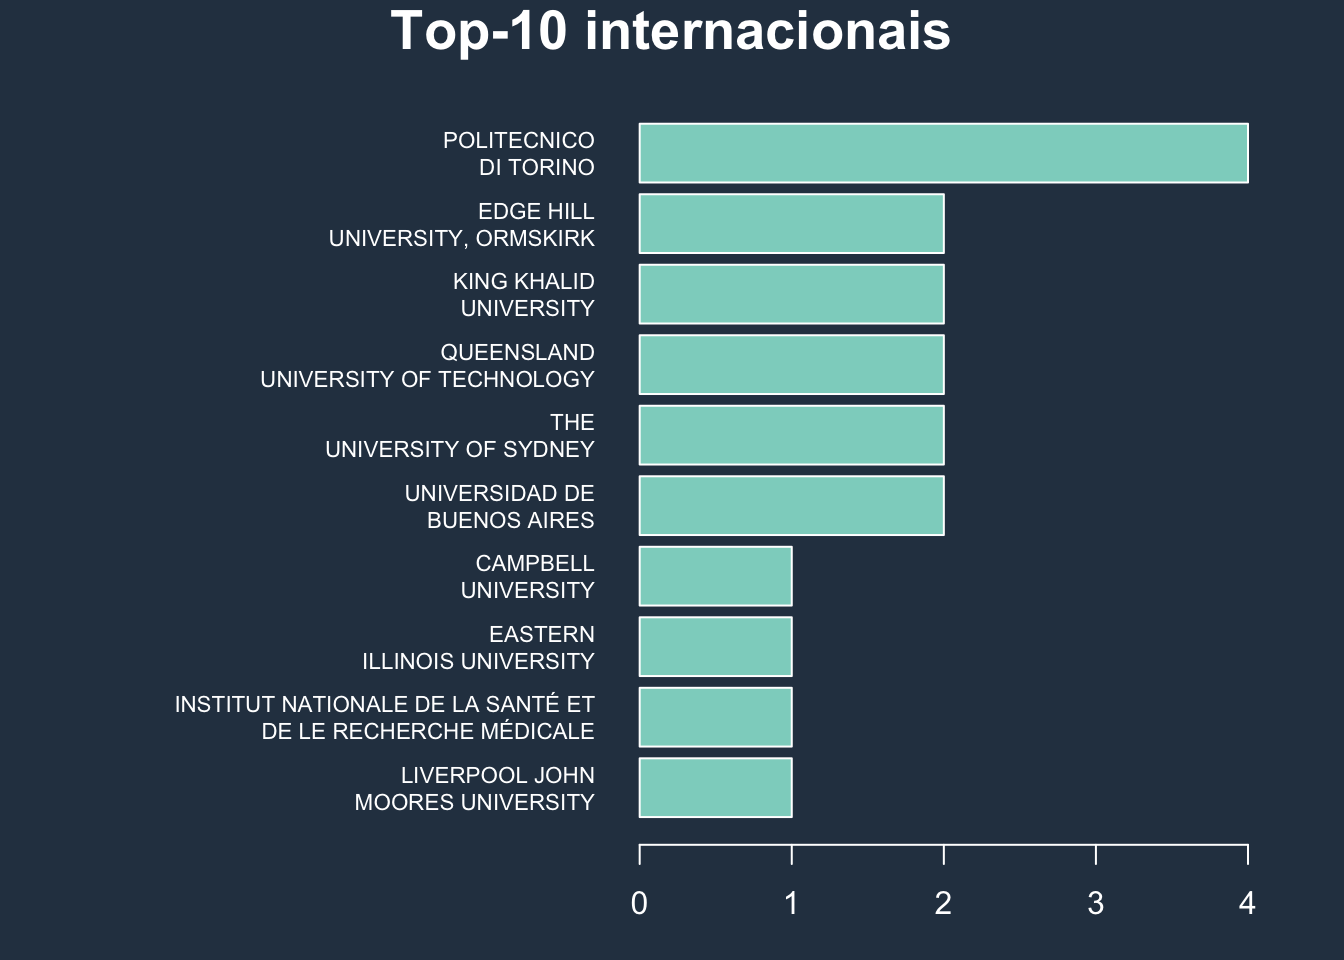 Top-10 internacionais
POLITECNICO
DI TORINO
EDGE HILL
UNIVERSITY, ORMSKIRK
KING KHALID
UNIVERSITY
QUEENSLAND
UNIVERSITY OF TECHNOLOGY
THE
UNIVERSITY OF SYDNEY
UNIVERSIDAD DE
BUENOS AIRES
CAMPBELL
UNIVERSITY
EASTERN
ILLINOIS UNIVERSITY
INSTITUT NATIONALE DE LA SANTÉ ET
DE LE RECHERCHE MÉDICALE
LIVERPOOL JOHN
MOORES UNIVERSITY
0 1 2 3 4